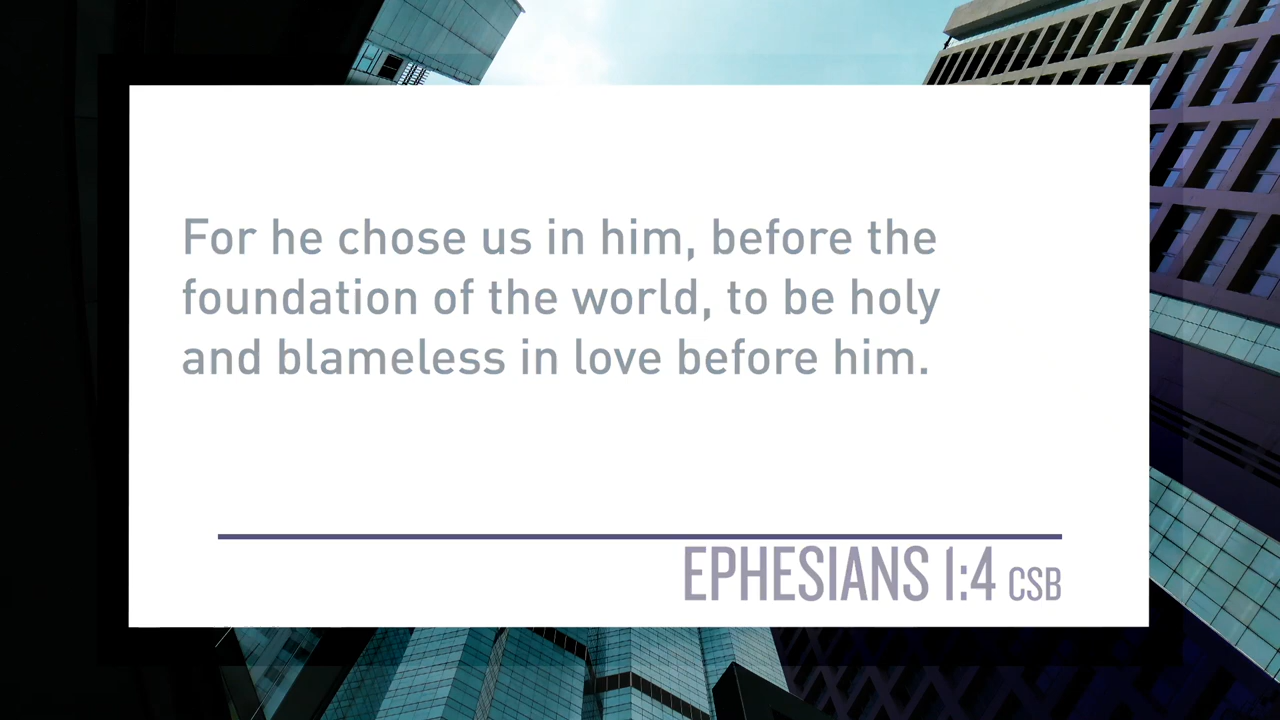 For he chose us in him, before the
foundation of the world, to be holy
and blameless in love before him.
EPHESIANS 1:4 CSB